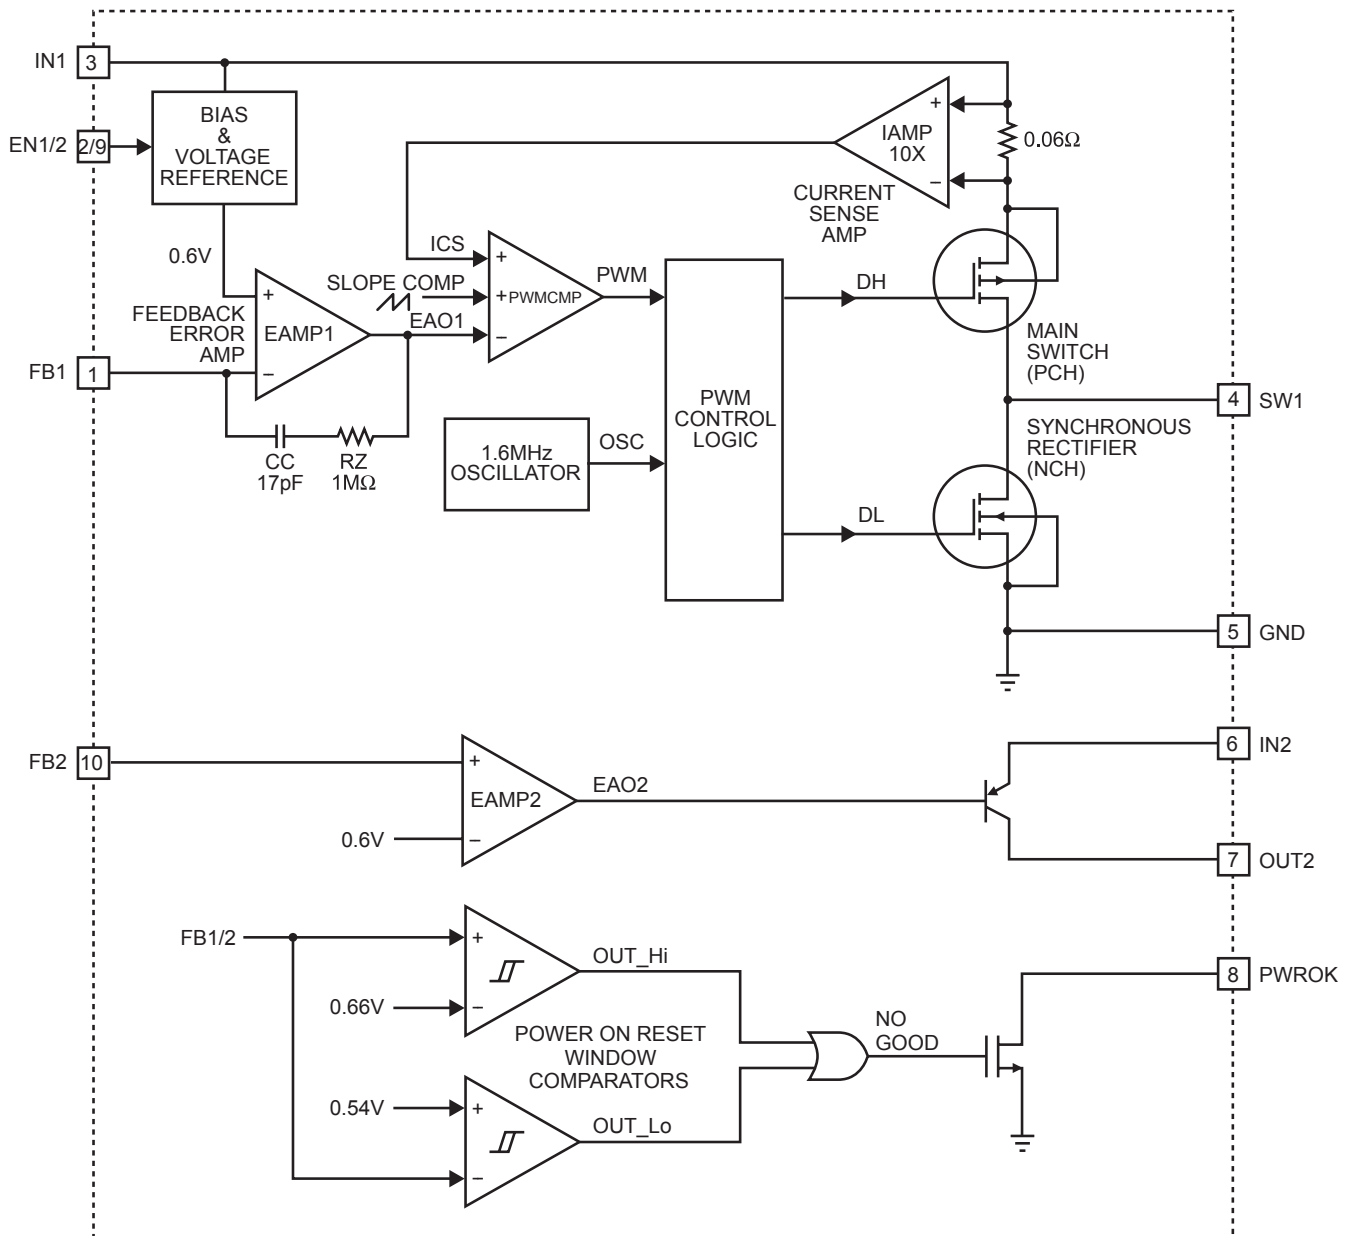 IN1
3
BIAS
&
VOLTAGE
REFERENCE
EN1/2
2/9
+
IAMP
10X
−
0.06Ω
CURRENT
SENSE
AMP
0.6V
ICS
+
SLOPE COMP
+
PWMCMP
EAO1
−
PWM
FEEDBACK
ERROR
AMP
+
EAMP1
−
FB1
1
CC
17pF
RZ
1MΩ
1.6MHz
OSCILLATOR
OSC
PWM
CONTROL
LOGIC
DH
MAIN
SWITCH
(PCH)
4
SW1
SYNCHRONOUS
RECTIFIER
(NCH)
DL
5
GND
FB2
10
+
EAMP2
−
0.6V
EAO2
6
IN2
7
OUT2
FB1/2
+
−
0.66V
OUT_Hi
POWER ON RESET
WINDOW
COMPARATORS
0.54V
+
−
OUT_Lo
NO
GOOD
8
PWROK